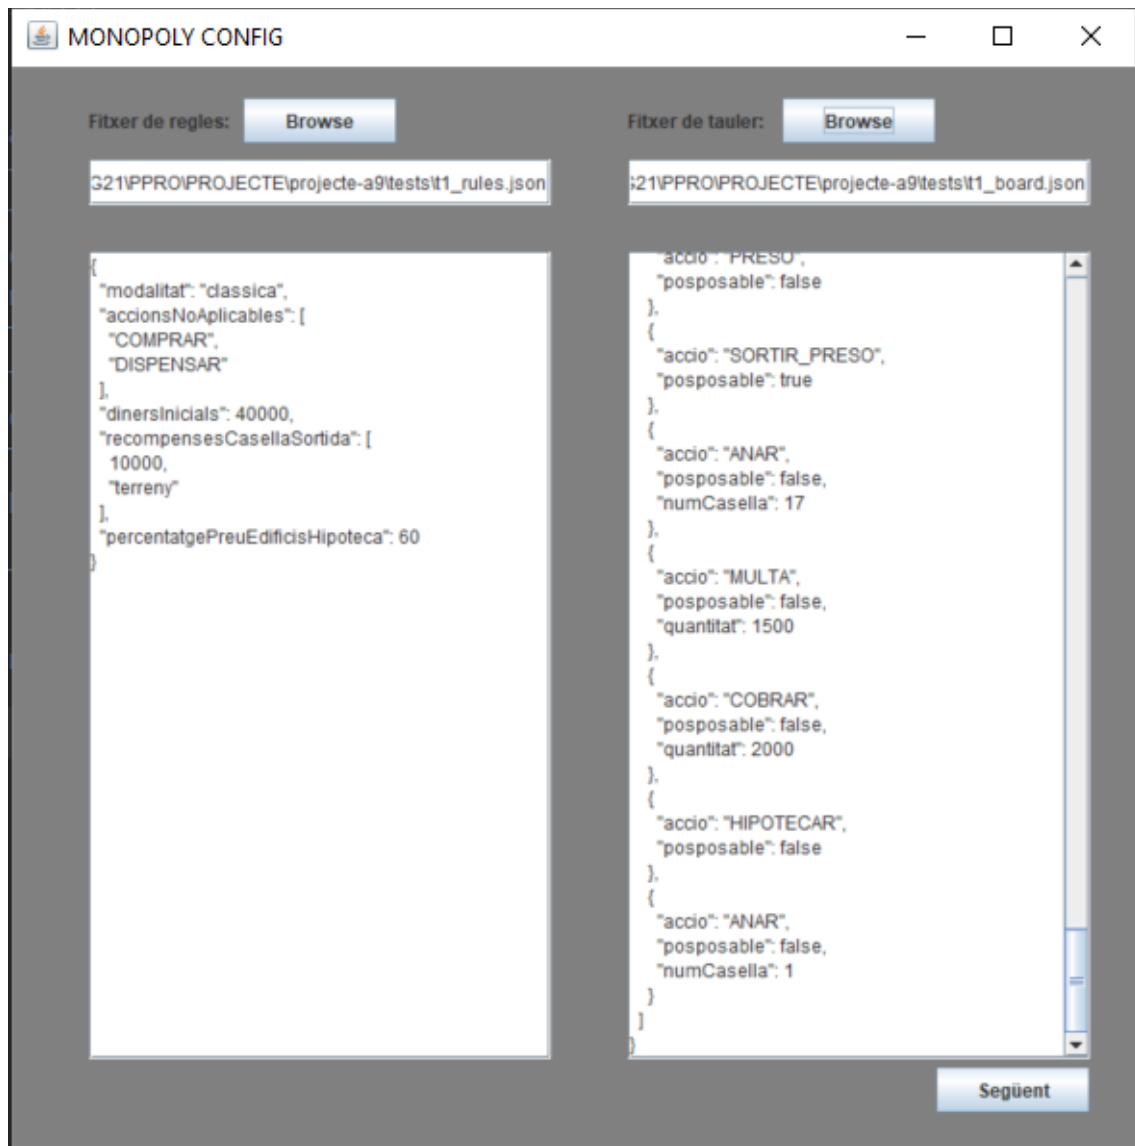 MONOPOLY CONFIG
Fitxer de regles:
Browse
G21\PPRO\PROJECTE\projecte-a9\tests\t1_rules.json
{
"modalitat": "classica",
"accionsNoAplicables": [
"COMPRAR",
"DISPENSAR"
],
"dinersInicials": 40000,
"recompensesCasellaSortida": [
10000,
"terreny"
],
"percentatgePreuEdificisHipoteca": 60
}
Fitxer de tauler:
Browse
G21\PPRO\PROJECTE\projecte-a9\tests\t1_board.json
"accio": "PRESO",
"posposable": false
},
{
"accio": "SORTIR_PRESO",
"posposable": true
},
{
"accio": "ANAR",
"posposable": false,
"numCasella": 17
},
{
"accio": "MULTA",
"posposable": false,
"quantitat": 1500
},
{
"accio": "COBRAR",
"posposable": false,
"quantitat": 2000
},
{
"accio": "HIPOTECAR",
"posposable": false
},
{
"accio": "ANAR",
"posposable": false,
"numCasella": 1
}
]
}
Següent